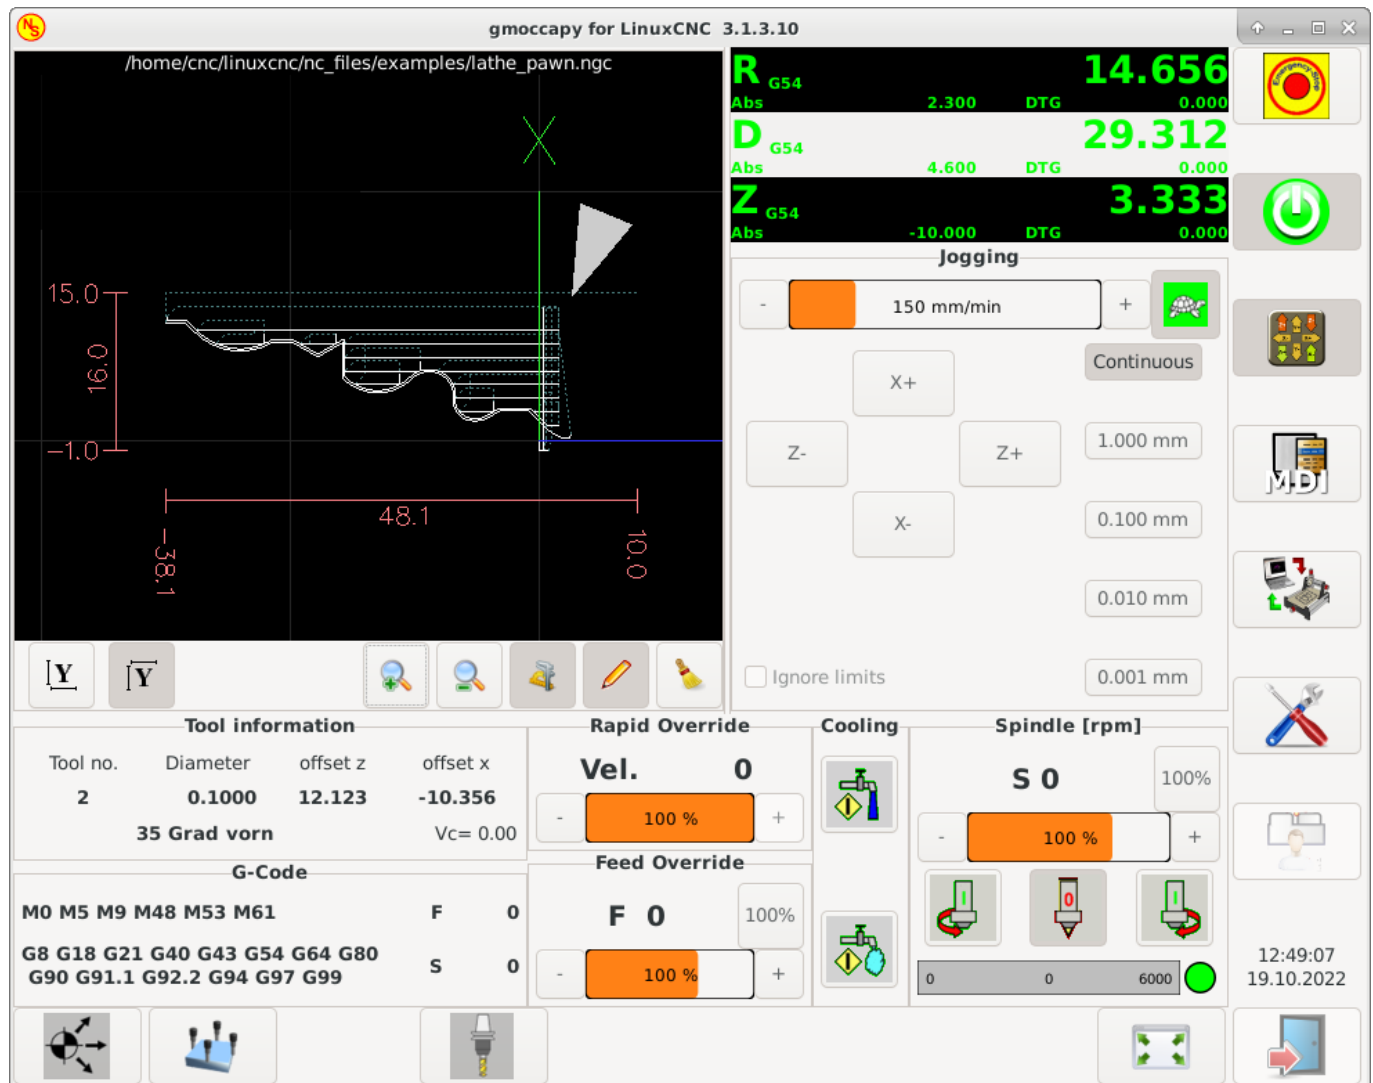 NS
gmoccapy for LinuxCNC 3.1.3.10
/home/cnc/linuxcnc/nc_files/examples/lathe_pawn.ngc
15.0
16.0
-1.0
48.1
-38.1
10.0
R G54 14.656
Abs 2.300 DTG 0.000
D G54 29.312
Abs 4.600 DTG 0.000
Z G54 3.333
Abs -10.000 DTG 0.000
Emergency-Stop
Jogging
- 150 mm/min +
Continuous
X+
1.000 mm
Z- Z+
0.100 mm
X-
0.010 mm
Ignore limits
0.001 mm
MDI
Y Y
Tool information
Tool no. Diameter offset z offset x
2 0.1000 12.123 -10.356
35 Grad vorn Vc= 0.00
G-Code
M0 M5 M9 M48 M53 M61 F 0
G8 G18 G21 G40 G43 G54 G64 G80
G90 G91.1 G92.2 G94 G97 G99
S 0
Rapid Override
Vel. 0
- 100 % +
Feed Override
F 0 100%
- 100 % +
Cooling
Spindle [rpm]
S 0 100%
- 100 % +
I 0 I
0 0 6000
12:49:07
19.10.2022